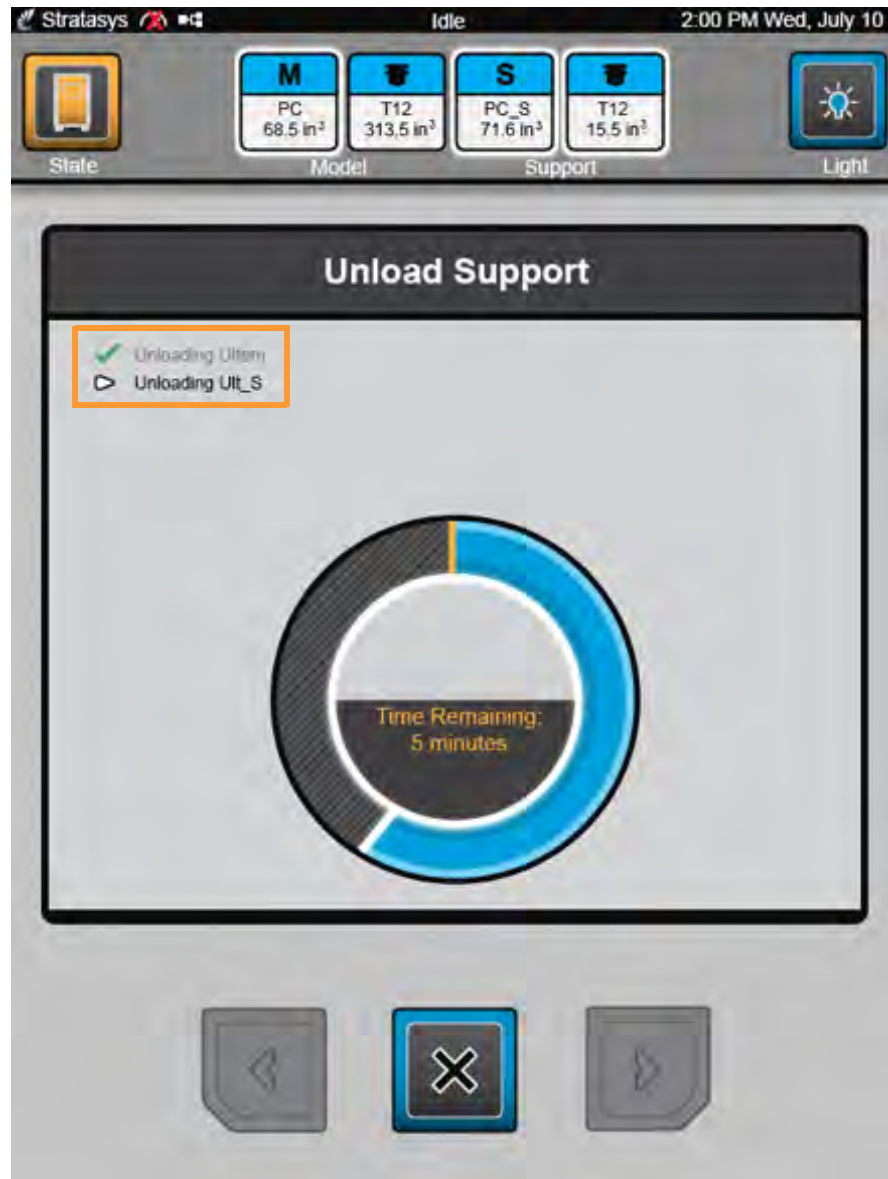 Stratasys Idle 2:00 PM Wed, July 10
M S
PC T12 PC_S T12
68.5 in³ 313.5 in³ 71.6 in³ 15.5 in³
State Model Support Light
Unload Support
Unloading Ultem
Unloading Ult_S
Time Remaining:
5 minutes